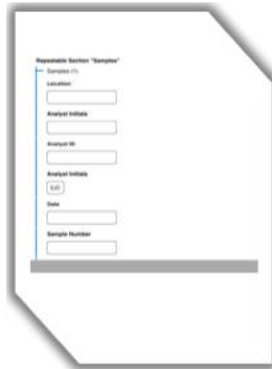 Repeatable Section "Samples"
Samples (1)
Location
Analyst Initials
Analyst ID
Analyst Initials
Edit
Date
Sample Number